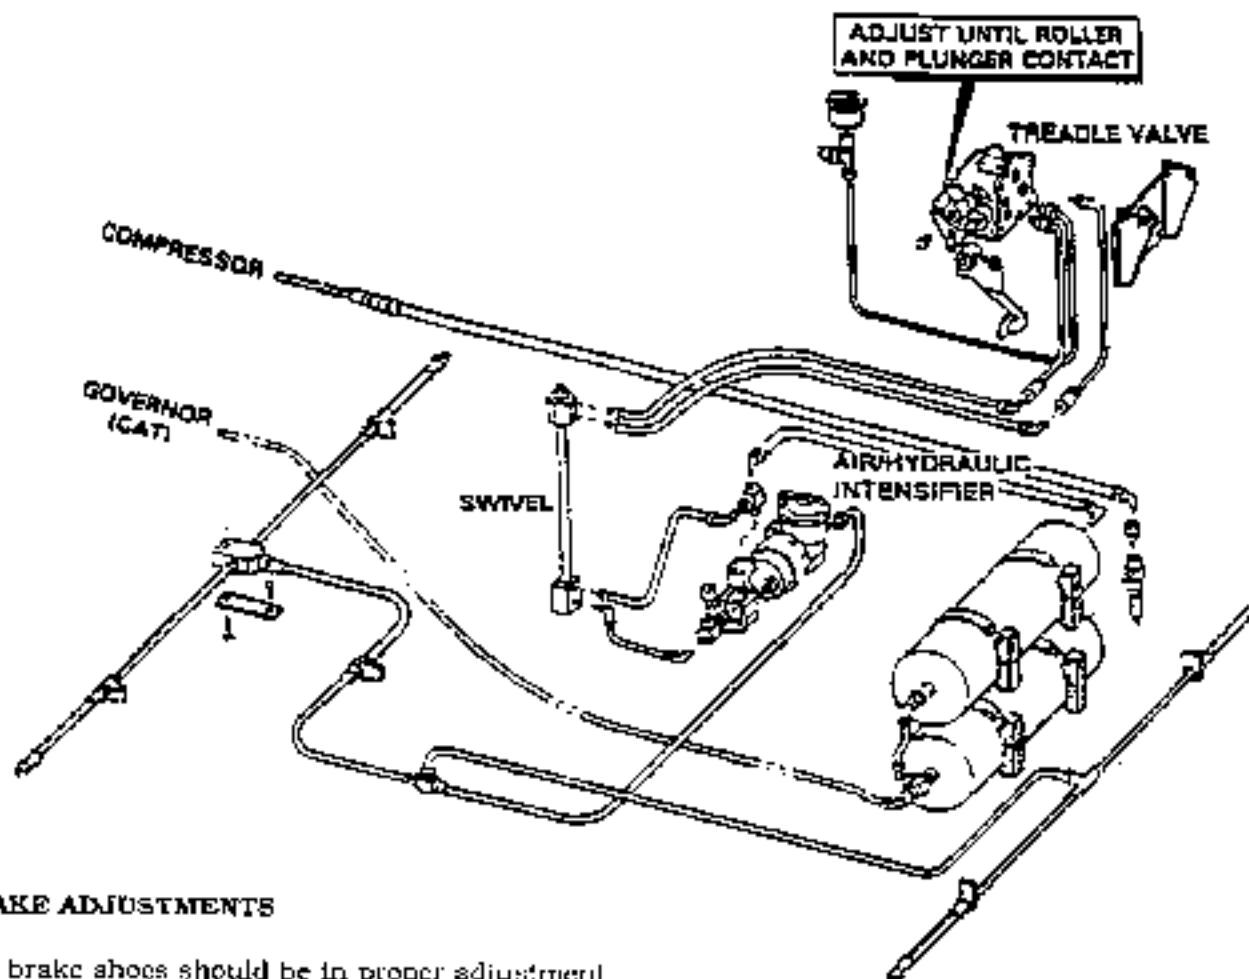 ADJUST UNTIL ROLLER
AND PLUNGER CONTACT
TREADLE VALVE
COMPRESSOR
GOVERNOR
(CAT)
SWIVEL
AIR/HYDRAULIC
INTENSIFIER
AKE ADJUSTMENTS
brake shoes should be in proper adjustment